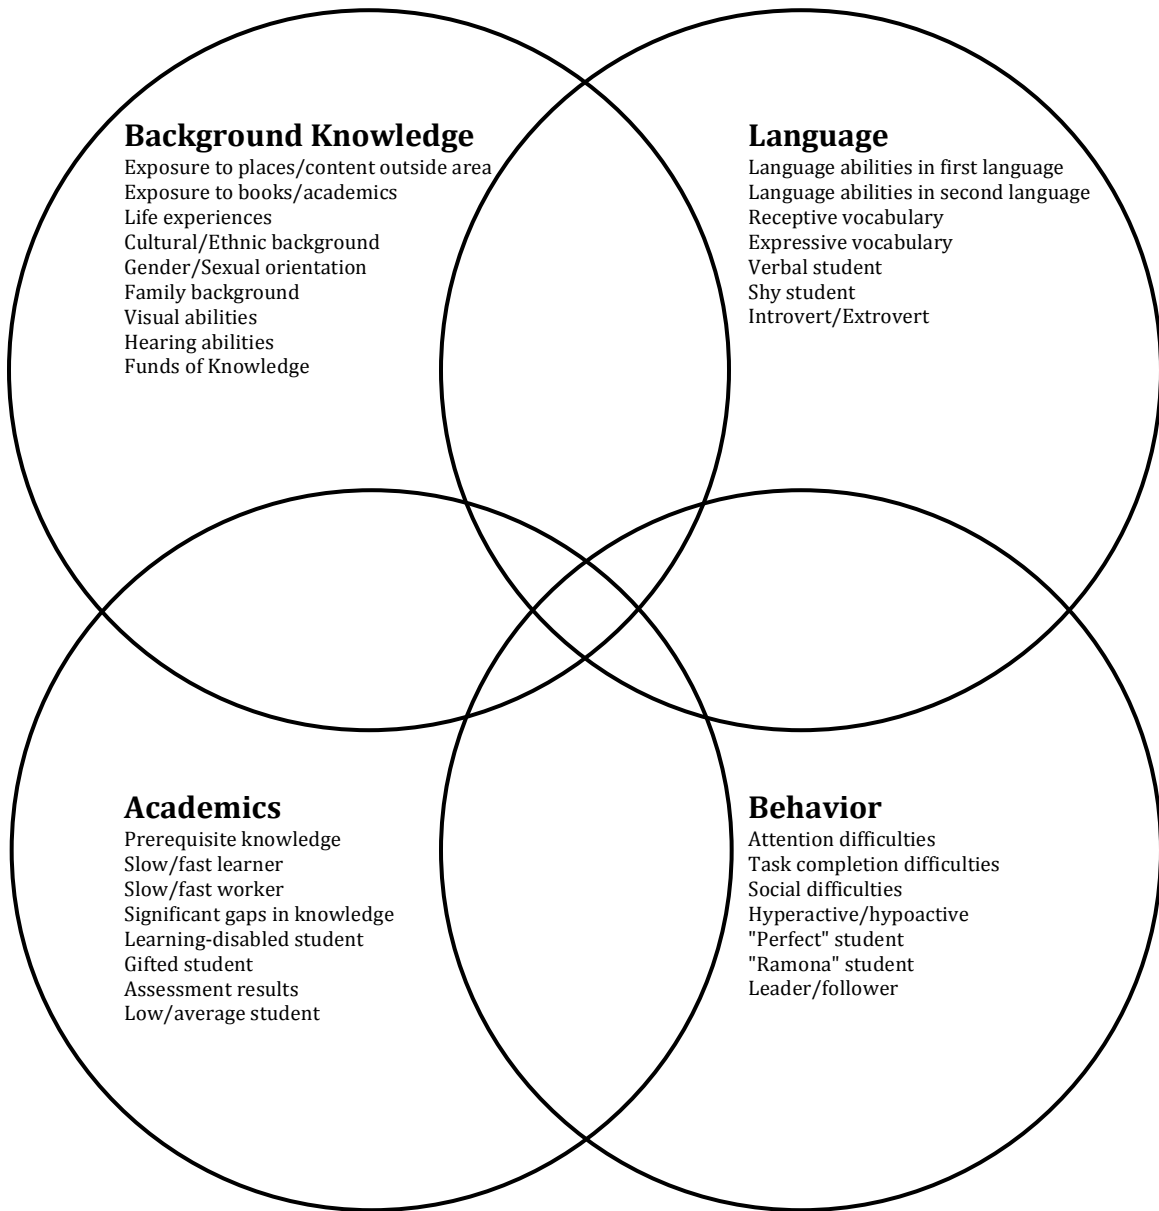 Background Knowledge
Exposure to places/content outside area
Exposure to books/academics
Life experiences
Cultural/Ethnic background
Gender/Sexual orientation
Family background
Visual abilities
Hearing abilities
Funds of Knowledge
Language
Language abilities in first language
Language abilities in second language
Receptive vocabulary
Expressive vocabulary
Verbal student
Shy student
Introvert/Extrovert
Academics
Prerequisite knowledge
Slow/fast learner
Slow/fast worker
Significant gaps in knowledge
Learning-disabled student
Gifted student
Assessment results
Low/average student
Behavior
Attention difficulties
Task completion difficulties
Social difficulties
Hyperactive/hypoactive
"Perfect" student
"Ramona" student
Leader/follower